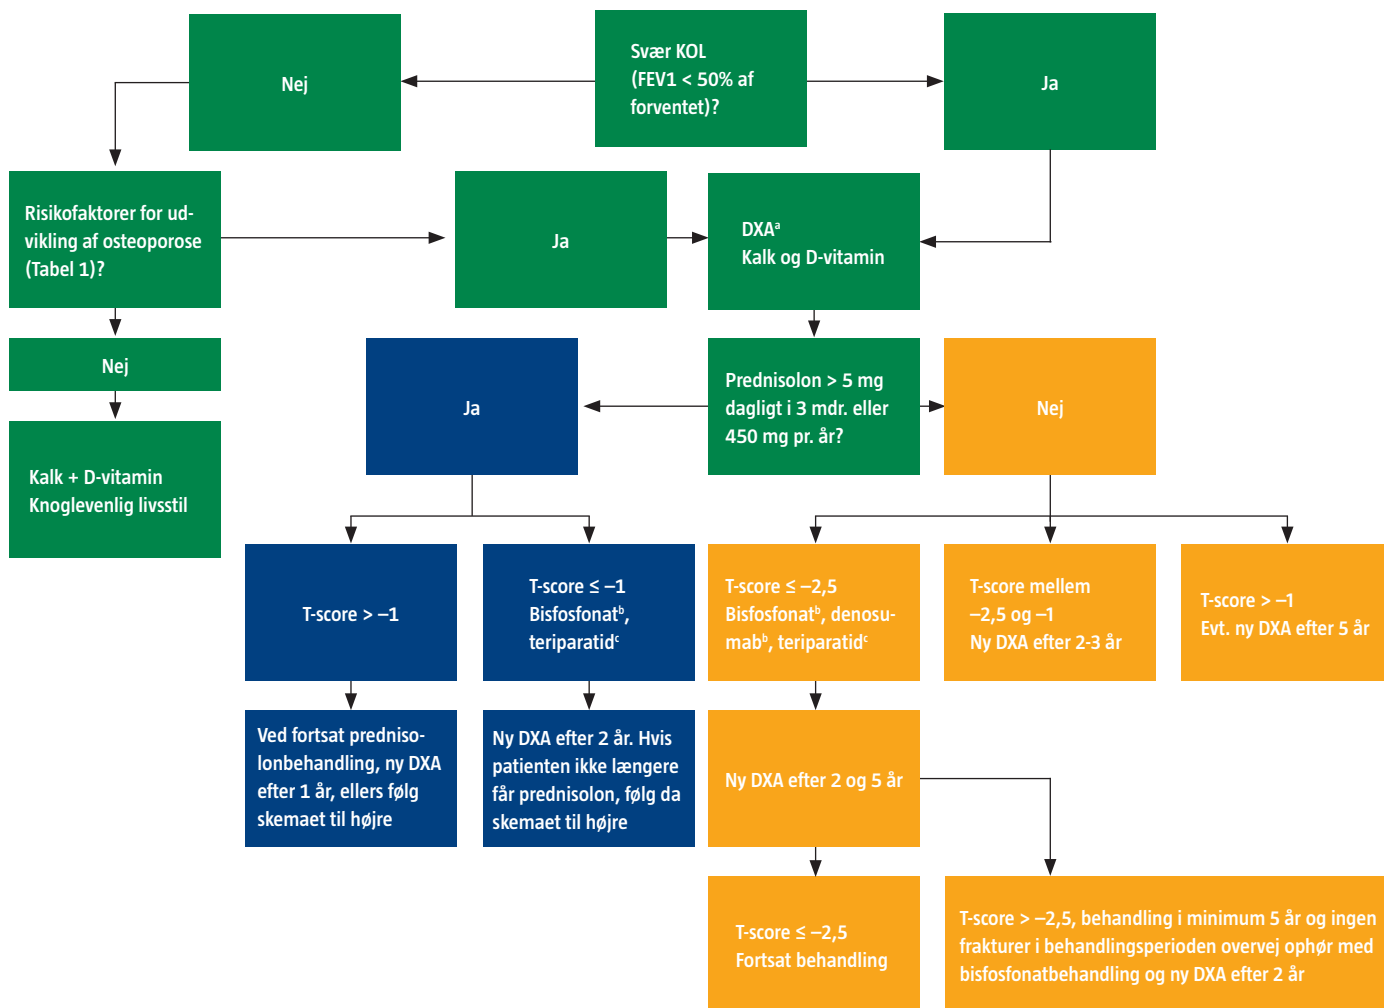 Svær KOL
(FEV1 < 50% af
forventet)?
Nej
Ja
Risikofaktorer for ud-
vikling af osteoporose
(Tabel 1)?
Ja
DXAᵃ
Kalk og D-vitamin
Nej
Ja
Prednisolon > 5 mg
dagligt i 3 mdr. eller
450 mg pr. år?
Nej
Kalk + D-vitamin
Knoglevenlig livsstil
T-score > –1
T-score ≤ –1
Bisfosfonatᵇ,
teriparatidᶜ
T-score ≤ –2,5
Bisfosfonatᵇ, denosu-
mabᵇ, teriparatidᶜ
T-score mellem
–2,5 og –1
Ny DXA efter 2-3 år
T-score > –1
Evt. ny DXA efter 5 år
Ved fortsat predniso-
lonbehandling, ny DXA
efter 1 år, ellers følg
skemaet til højre
Ny DXA efter 2 år. Hvis
patienten ikke længere
får prednisolon, følg da
skemaet til højre
Ny DXA efter 2 og 5 år
T-score ≤ –2,5
Fortsat behandling
T-score > –2,5, behandling i minimum 5 år og ingen
frakturer i behandlingsperioden overvej ophør med
bisfosfonatbehandling og ny DXA efter 2 år